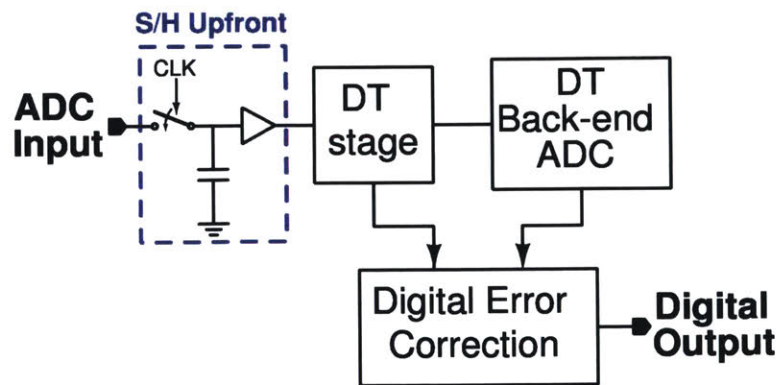 S/H Upfront
CLK
ADC
Input
DT
stage
DT
Back-end
ADC
Digital Error
Correction
Digital
Output